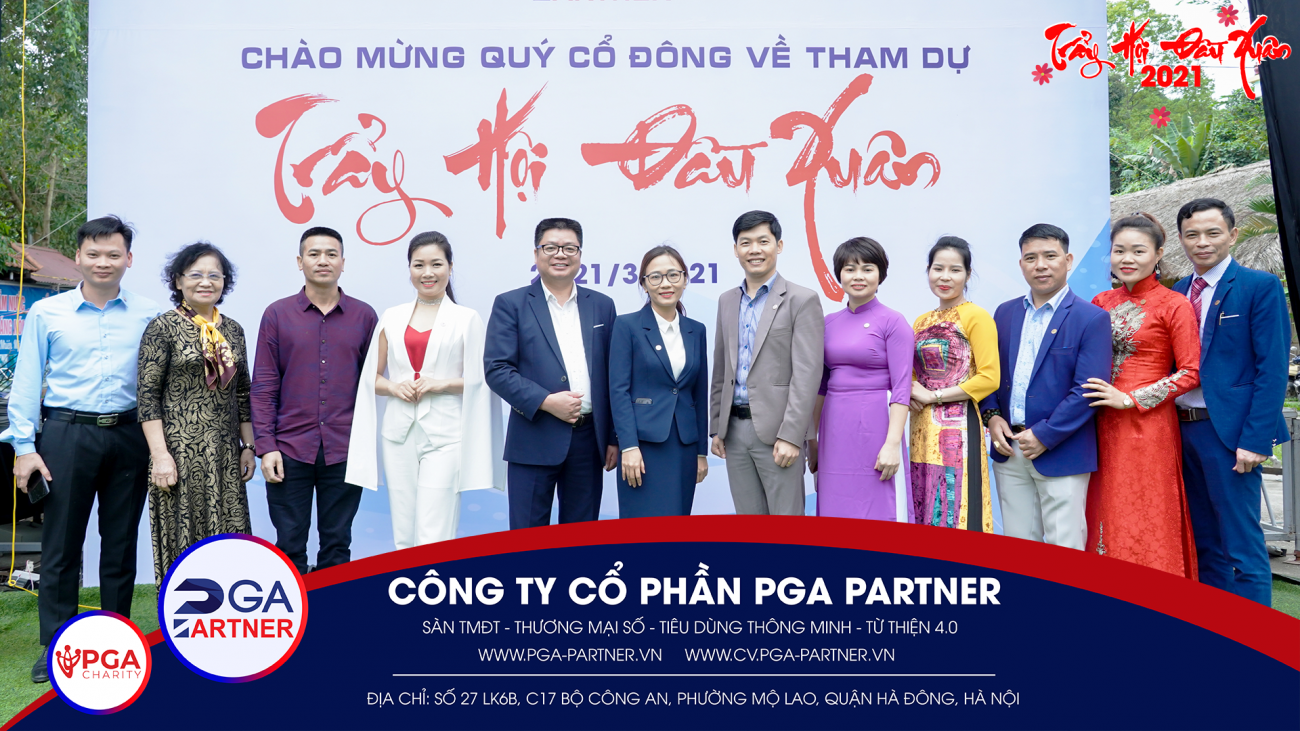 CHÀO MỪNG QUÝ CỔ ĐÔNG VỀ THAM DỰ
Trẩy Hội Đầu Xuân
Trẩy Hội Đầu Xuân
2021
PGA
PARTNER
PGA
CHARITY
CÔNG TY CỔ PHẦN PGA PARTNER
SÀN TMĐT - THƯƠNG MẠI SỐ - TIÊU DÙNG THÔNG MINH - TỪ THIỆN 4.0
WWW.PGA-PARTNER.VN WWW.CV.PGA-PARTNER.VN
ĐỊA CHỈ: SỐ 27 LK6B, C17 BỘ CÔNG AN, PHƯỜNG MỘ LAO, QUẬN HÀ ĐÔNG, HÀ NỘI